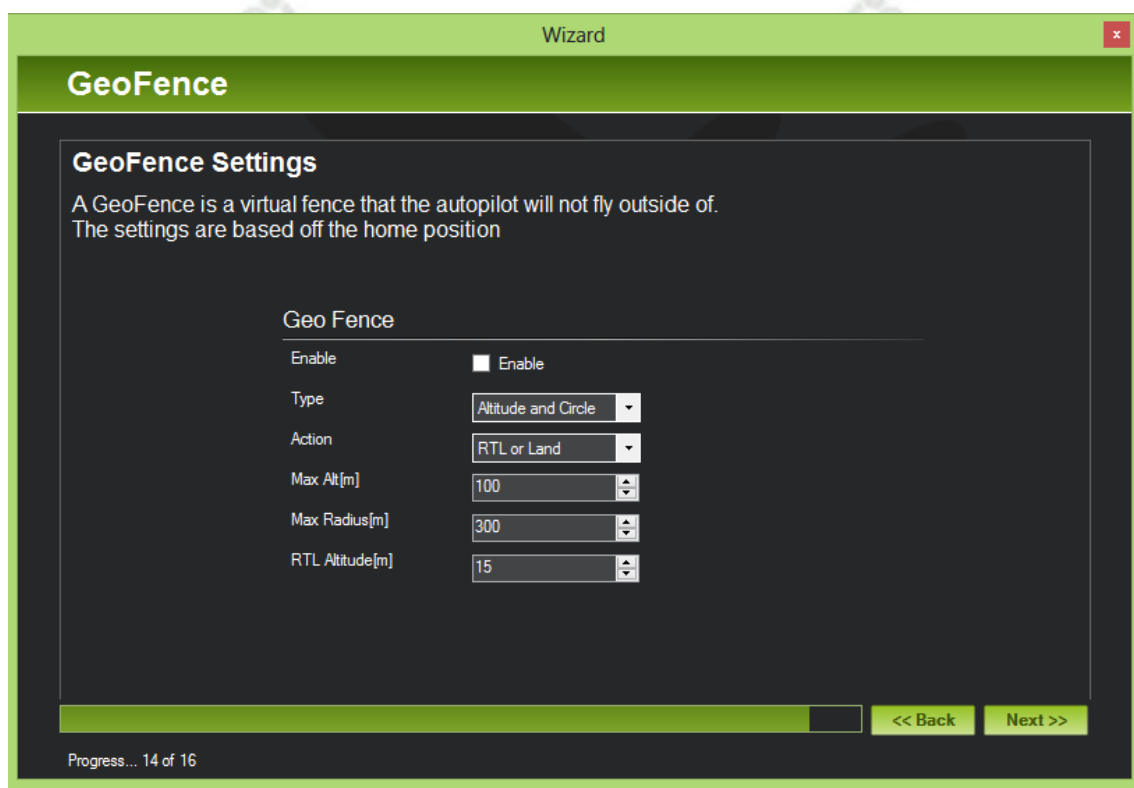 Wizard
x
GeoFence
GeoFence Settings
A GeoFence is a virtual fence that the autopilot will not fly outside of.
The settings are based off the home position
Geo Fence
Enable Enable
Type Altitude and Circle
Action RTL or Land
Max Alt[m] 100
Max Radius[m] 300
RTL Altitude[m] 15
<< Back Next >>
Progress... 14 of 16